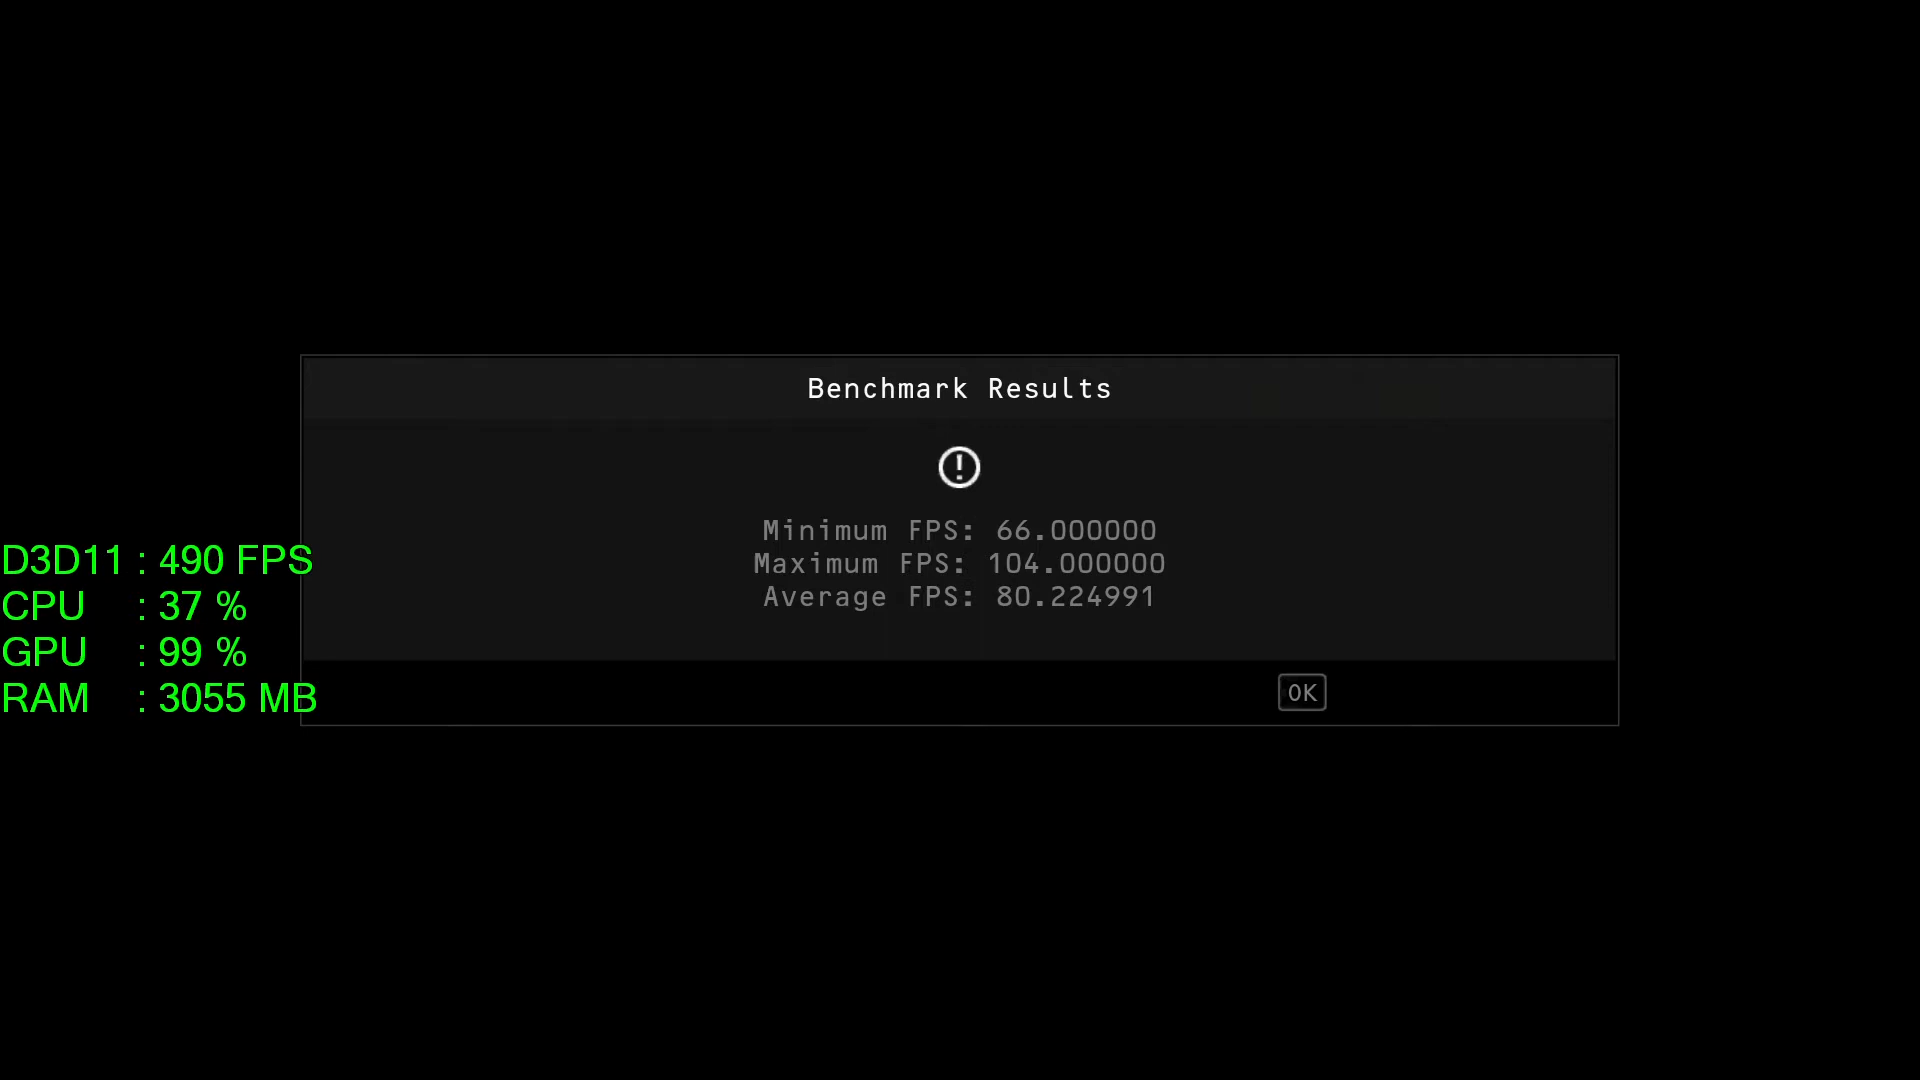 Benchmark Results
Minimum FPS: 66.000000
Maximum FPS: 104.000000
Average FPS: 80.224991
OK
D3D11 : 490 FPS
CPU : 37 %
GPU : 99 %
RAM : 3055 MB